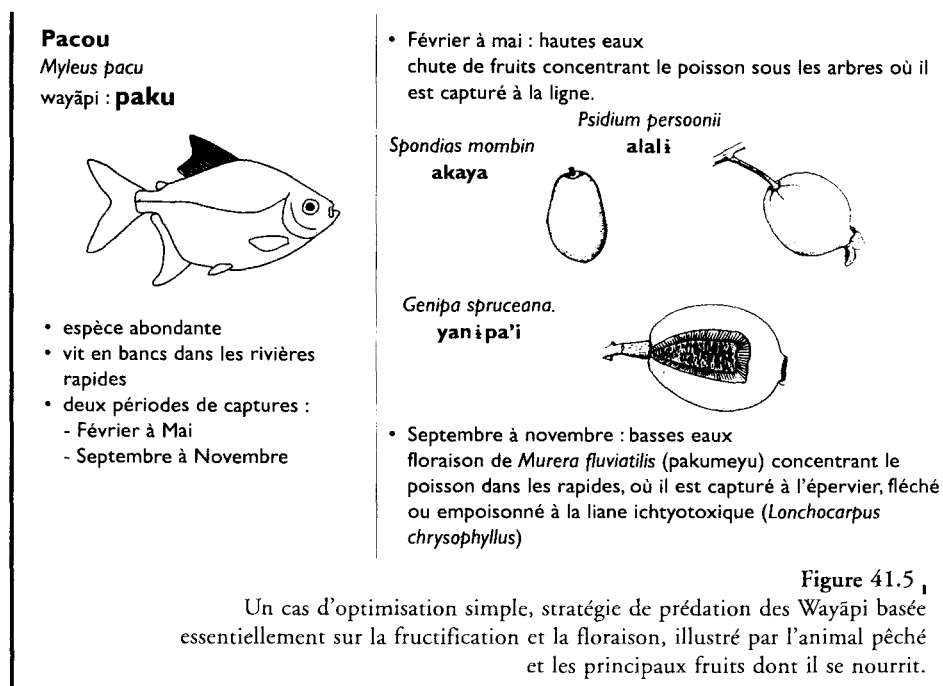 Pacou
Myleus pacu
wayãpi : paku
• espèce abondante
• vit en bancs dans les rivières
rapides
• deux périodes de captures :
- Février à Mai
- Septembre à Novembre
• Février à mai : hautes eaux
chute de fruits concentrant le poisson sous les arbres où il
est capturé à la ligne.
Psidium persoonii
alalɨ
Spondias mombin
akaya
Genipa spruceana.
yanɨpa'i
• Septembre à novembre : basses eaux
floraison de Murera fluviatilis (pakumeyu) concentrant le
poisson dans les rapides, où il est capturé à l'épervier, fléché
ou empoisonné à la liane ichtyotoxique (Lonchocarpus
chrysophyllus)
Figure 41.5
Un cas d'optimisation simple, stratégie de prédation des Wayãpi basée
essentiellement sur la fructification et la floraison, illustré par l'animal pêché
et les principaux fruits dont il se nourrit.